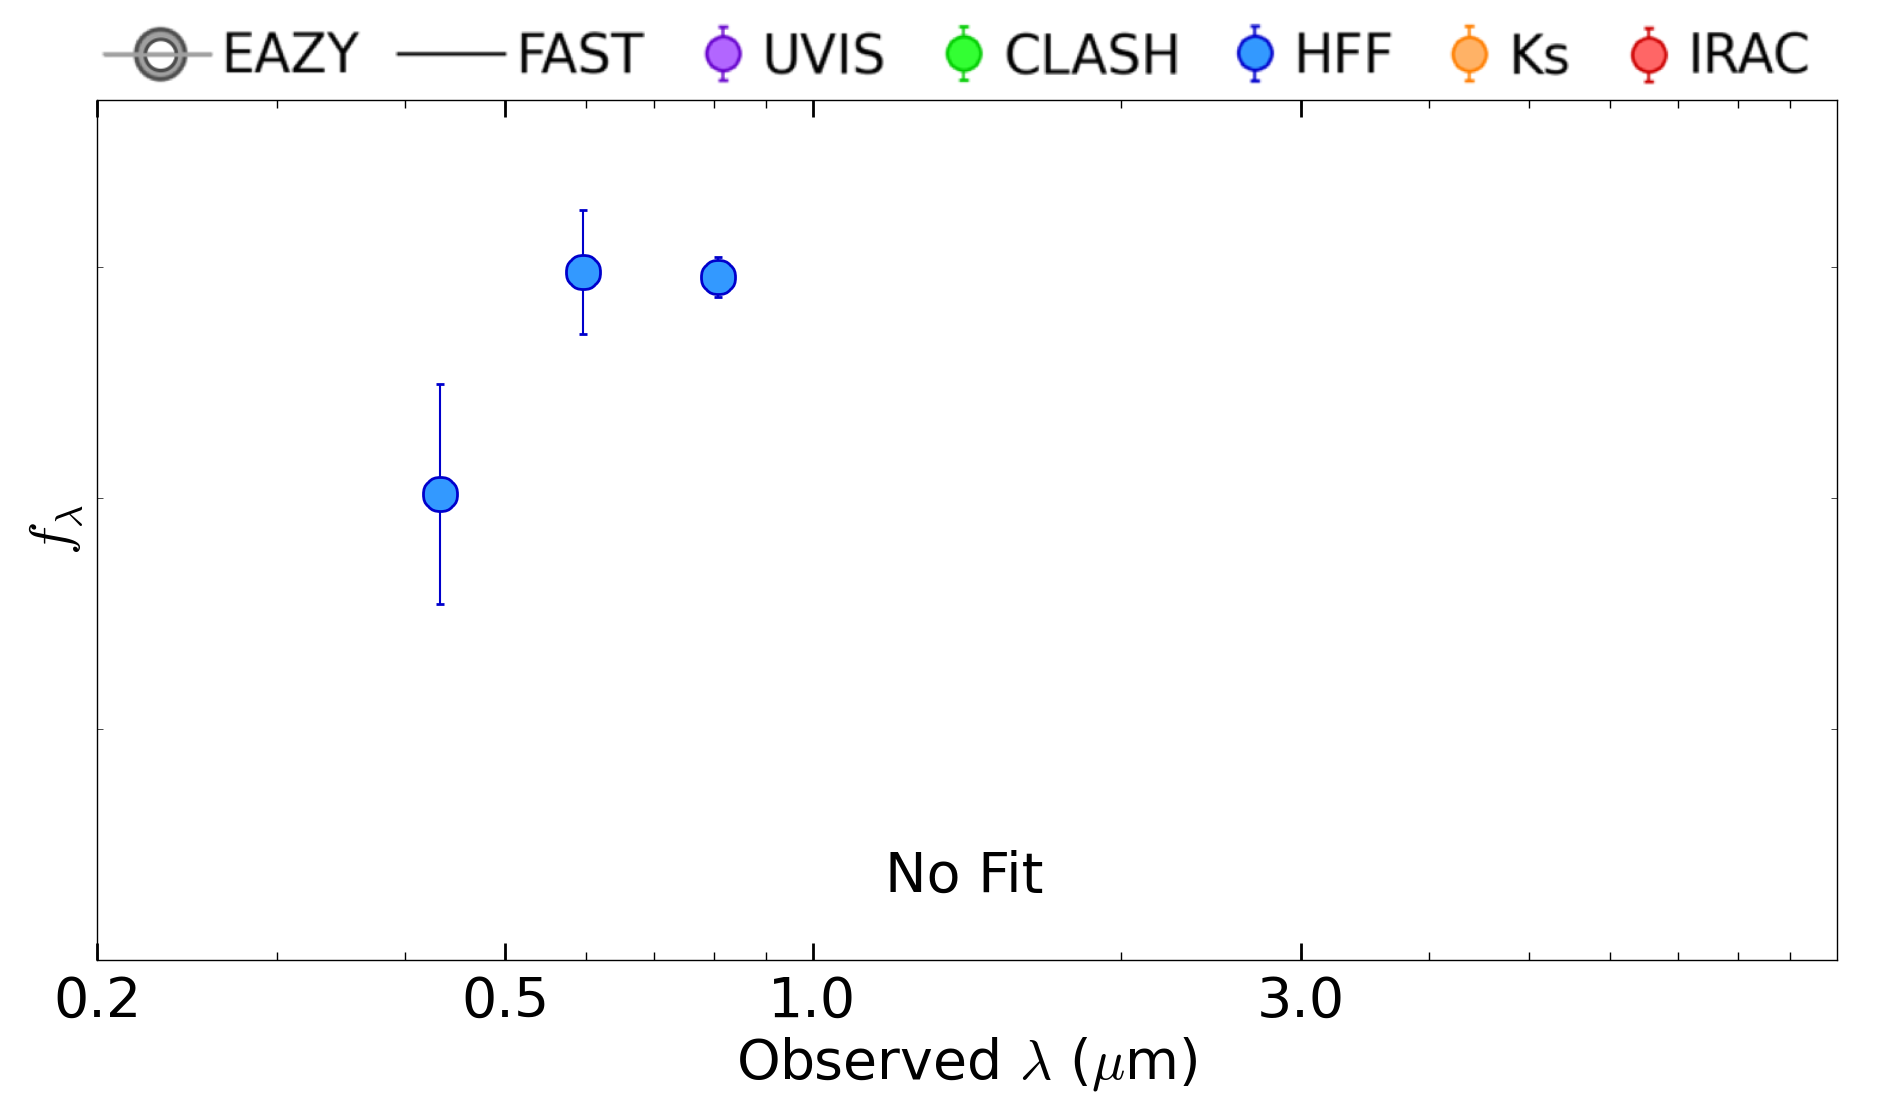 EAZY FAST UVIS CLASH HFF Ks IRAC
fλ
No Fit
0.2 0.5 1.0 3.0
Observed λ (μm)